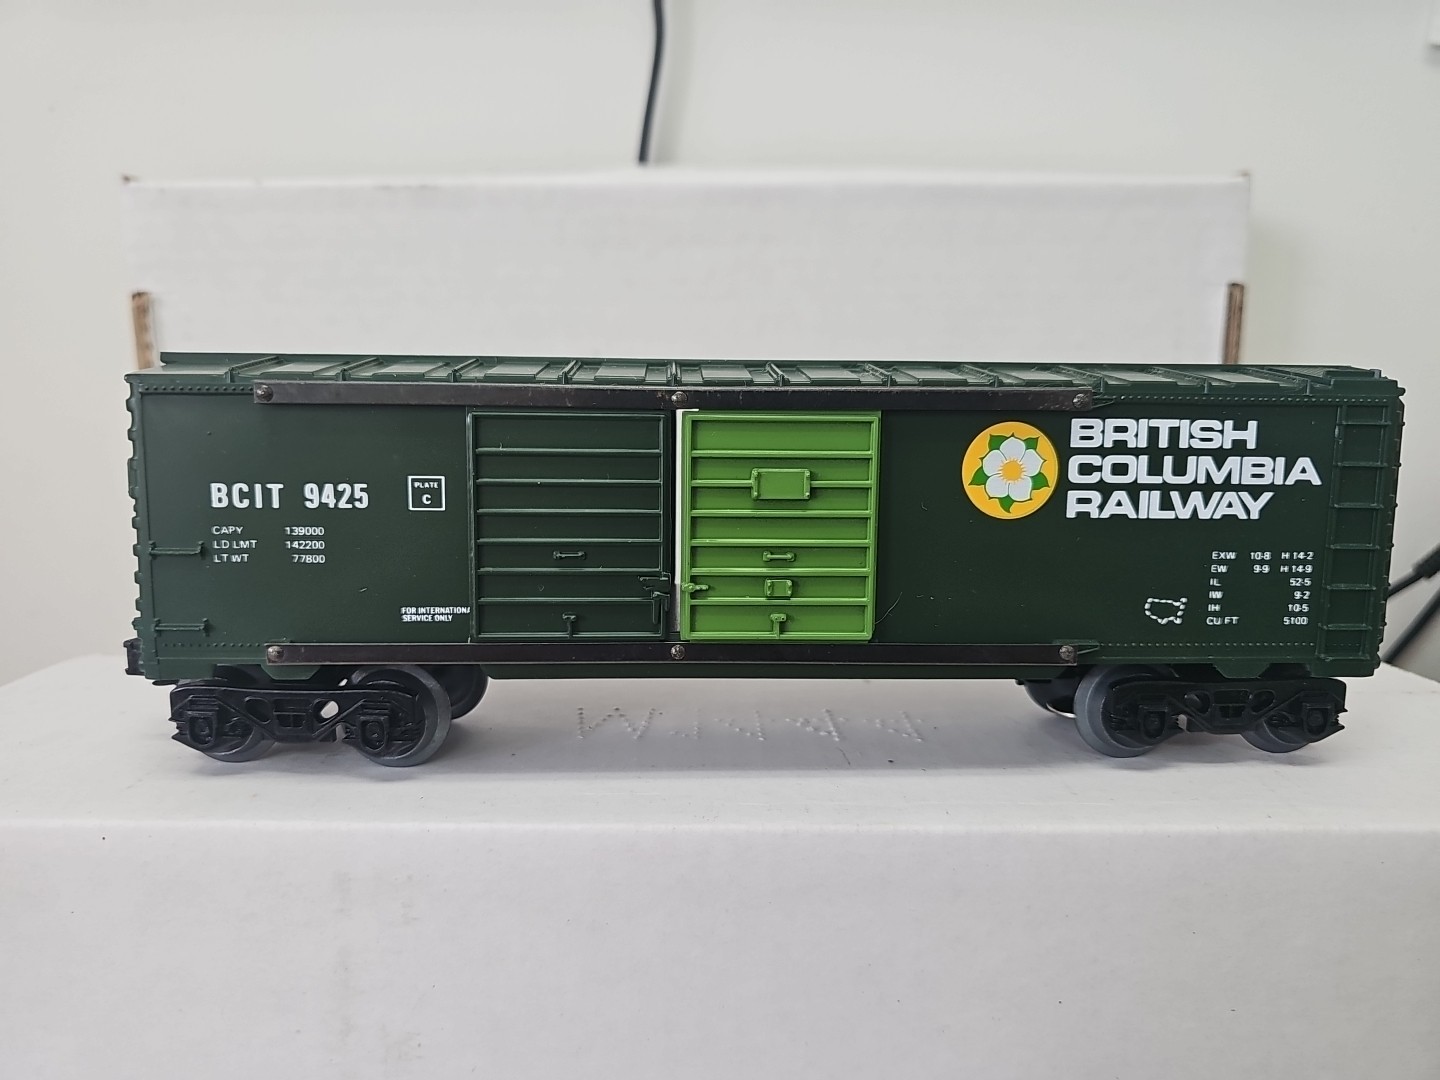 BCIT 9425
PLATE
C
CAPY 139000
LD LMT 142200
LT WT 77800
FOR INTERNATIONA
SERVICE ONLY
BRITISH
COLUMBIA
RAILWAY
EXW 10-8 H 14-2
EW 9-9 H 14-9
IL 52-5
IW 9-2
IH 10-5
CU FT 5100